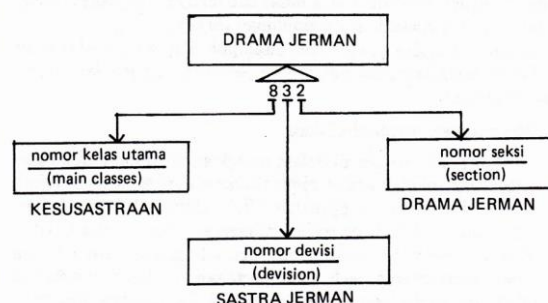 DRAMA JERMAN
8 3 2
nomor kelas utama
(main classes)
KESUSASTRAAN
nomor seksi
(section)
DRAMA JERMAN
nomor devisi
(devision)
SASTRA JERMAN